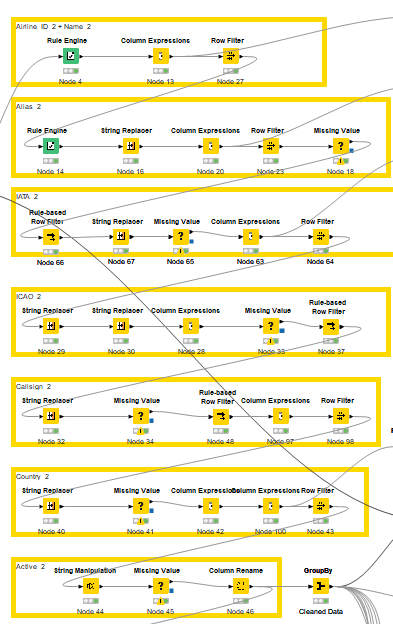 Airline ID 2 + Name 2
Rule Engine Column Expressions Row Filter
Node 4 Node 13 Node 27
Alias 2
Rule Engine String Replacer Column Expressions Row Filter Missing Value
Node 14 Node 16 Node 20 Node 23 Node 18
IATA 2
Rule-based
Row Filter String Replacer Missing Value Column Expressions Row Filter
Node 66 Node 67 Node 65 Node 63 Node 64
ICAO 2
Rule-based
String Replacer String Replacer Column Expressions Missing Value Row Filter
Node 29 Node 30 Node 28 Node 33 Node 37
Callsign 2
Rule-based
String Replacer Missing Value Row Filter Column Expressions Row Filter
Node 32 Node 34 Node 48 Node 97 Node 98
Country 2
String Replacer Missing Value Column Expressions Column Expressions Row Filter
Node 40 Node 41 Node 42 Node 100 Node 43
Active 2
String Manipulation Missing Value Column Rename GroupBy
Node 44 Node 45 Node 46 Cleaned Data